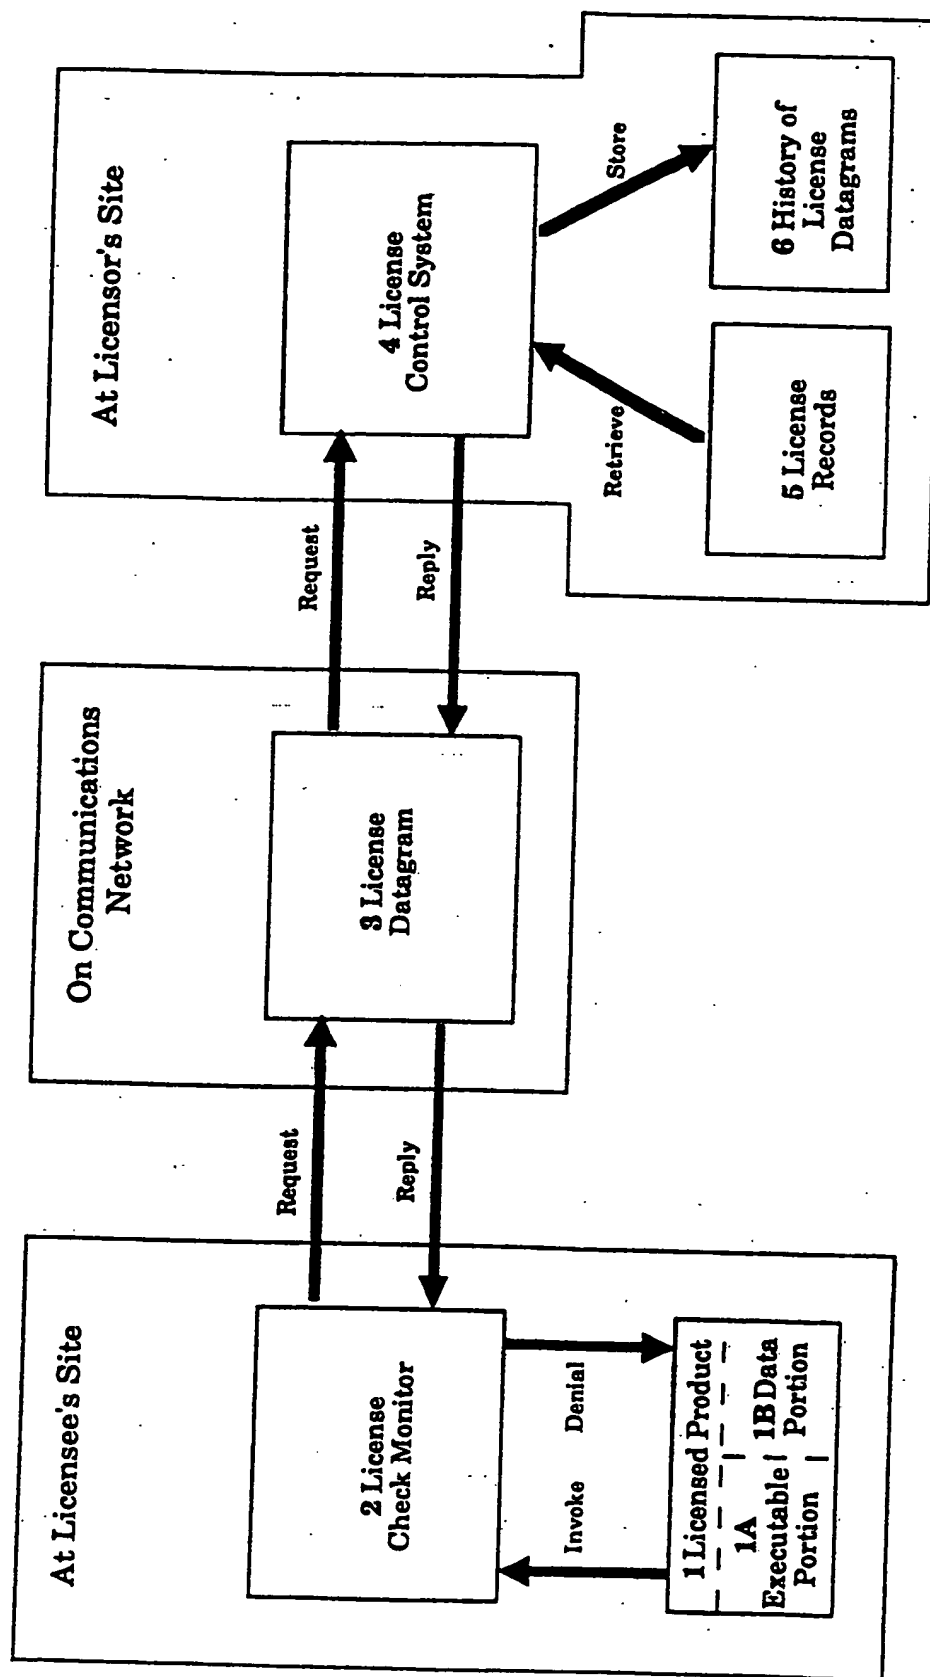 At Licensee's Site
2 License
Check Monitor
Invoke
Denial
1 Licensed Product
1A
Executable
Portion
1B Data
Portion
Request
Reply
On Communications
Network
3 License
Datagram
Request
Reply
At Licensor's Site
4 License
Control System
Retrieve
Store
5 License
Records
6 History of
License
Datagrams